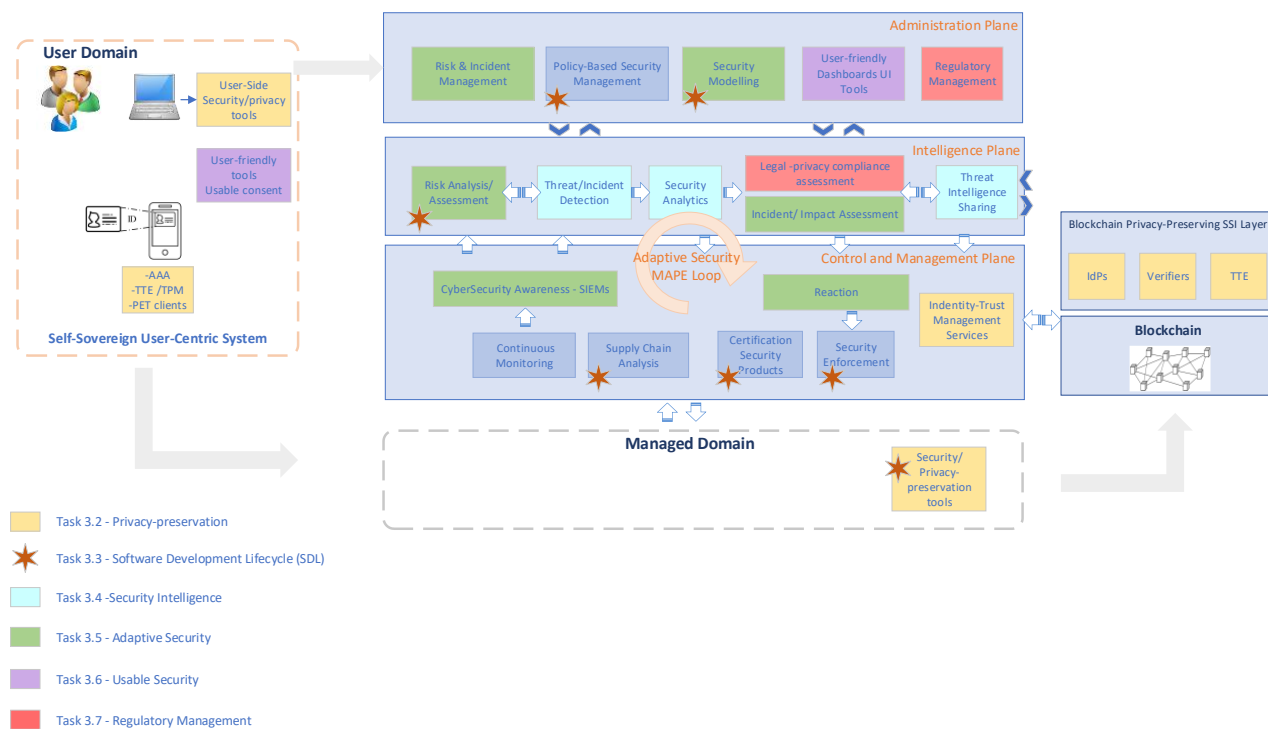 User Domain
User-Side
Security/privacy
tools
User-friendly
tools
Usable consent
ID
-AAA
-TTE /TPM
-PET clients
Self-Sovereign User-Centric System
Administration Plane
Risk & Incident
Management
Policy-Based Security
Management
Security
Modelling
User-friendly
Dashboards UI
Tools
Regulatory
Management
Intelligence Plane
Risk Analysis/
Assessment
Threat/Incident
Detection
Security
Analytics
Legal -privacy compliance
assessment
Incident/ Impact Assessment
Threat
Intelligence
Sharing
Adaptive Security
MAPE Loop
Control and Management Plane
CyberSecurity Awareness - SIEMs
Reaction
Indentity-Trust
Management
Services
Continuous
Monitoring
Supply Chain
Analysis
Certification
Security
Products
Security
Enforcement
Blockchain Privacy-Preserving SSI Layer
IdPs
Verifiers
TTE
Blockchain
Managed Domain
Security/
Privacy-
preservation
tools
Task 3.2 - Privacy-preservation
Task 3.3 - Software Development Lifecycle (SDL)
Task 3.4 -Security Intelligence
Task 3.5 - Adaptive Security
Task 3.6 - Usable Security
Task 3.7 - Regulatory Management